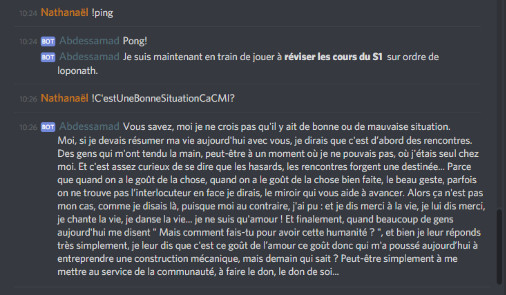 10:24 Nathanaël !ping
10:24 BOT Abdessamad Pong!
BOT Abdessamad Je suis maintenant en train de jouer à réviser les cours du S1 sur ordre de
loponath.
10:26 Nathanaël !C'estUneBonneSituationCaCMI?
10:26 BOT Abdessamad Vous savez, moi je ne crois pas qu'il y ait de bonne ou de mauvaise situation.
Moi, si je devais résumer ma vie aujourd'hui avec vous, je dirais que c'est d'abord des rencontres.
Des gens qui m'ont tendu la main, peut-être à un moment où je ne pouvais pas, où j'étais seul chez
moi. Et c'est assez curieux de se dire que les hasards, les rencontres forgent une destinée... Parce
que quand on a le goût de la chose, quand on a le goût de la chose bien faite, le beau geste, parfois
on ne trouve pas l'interlocuteur en face je dirais, le miroir qui vous aide à avancer. Alors ça n'est pas
mon cas, comme je disais là, puisque moi au contraire, j'ai pu : et je dis merci à la vie, je lui dis merci,
je chante la vie, je danse la vie... je ne suis qu'amour ! Et finalement, quand beaucoup de gens
aujourd'hui me disent " Mais comment fais-tu pour avoir cette humanité ? ", et bien je leur réponds
très simplement, je leur dis que c'est ce goût de l'amour ce goût donc qui m'a poussé aujourd'hui à
entreprendre une construction mécanique, mais demain qui sait ? Peut-être simplement à me
mettre au service de la communauté, à faire le don, le don de soi...